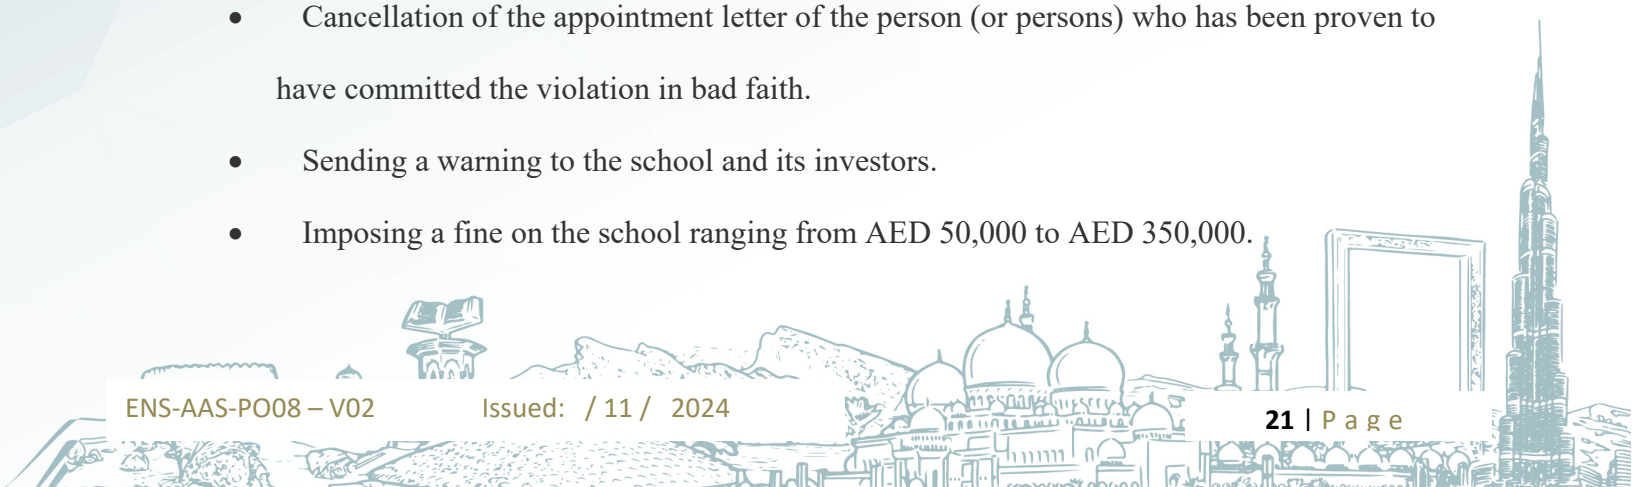 • Cancellation of the appointment letter of the person (or persons) who has been proven to
have committed the violation in bad faith.
• Sending a warning to the school and its investors.
• Imposing a fine on the school ranging from AED 50,000 to AED 350,000.
ENS-AAS-PO08 – V02 Issued: / 11 / 2024 21 | P a g e